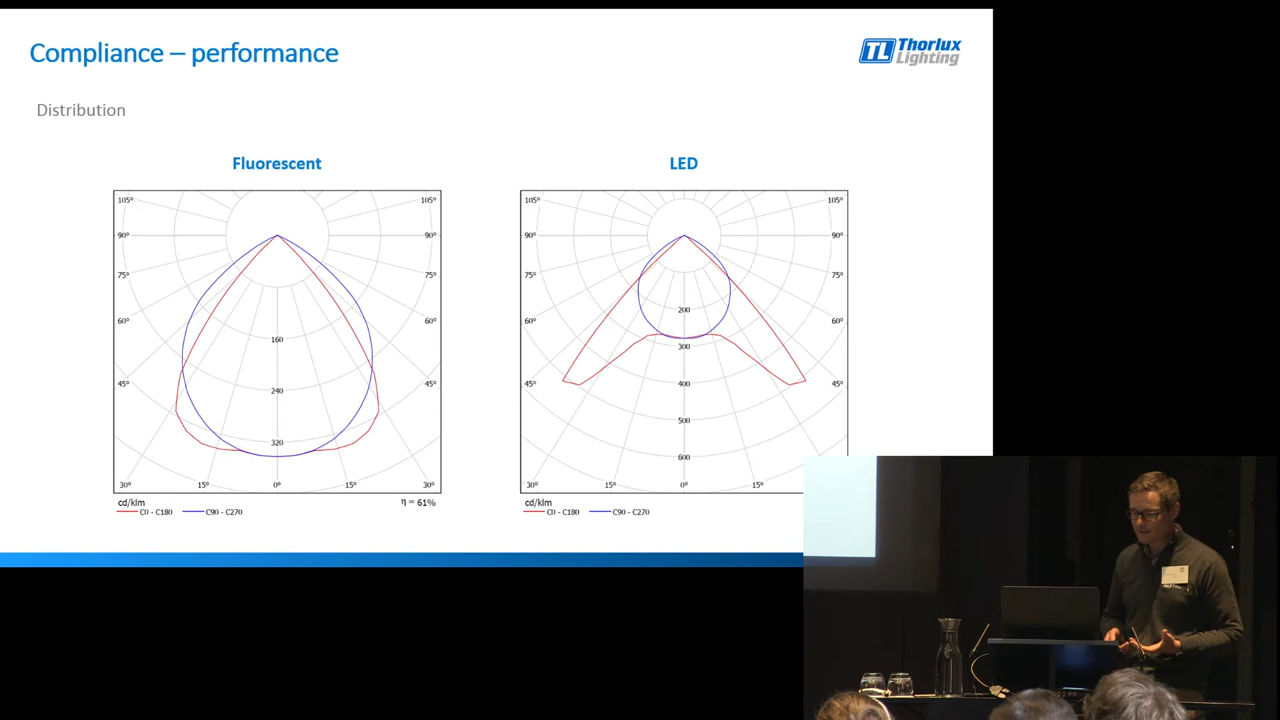 Compliance – performance
TL Thorlux
Lighting
Distribution
Fluorescent
LED
105° 105°
90° 90°
75° 75°
60° 60°
45° 45°
160
240
320
30° 15° 0° 15° 30°
cd/klm η = 61%
C0 - C180 C90 - C270
105° 105°
90° 90°
75° 75°
60° 60°
45° 45°
200
300
400
500
600
30° 15° 0° 15°
cd/klm
C0 - C180 C90 - C270